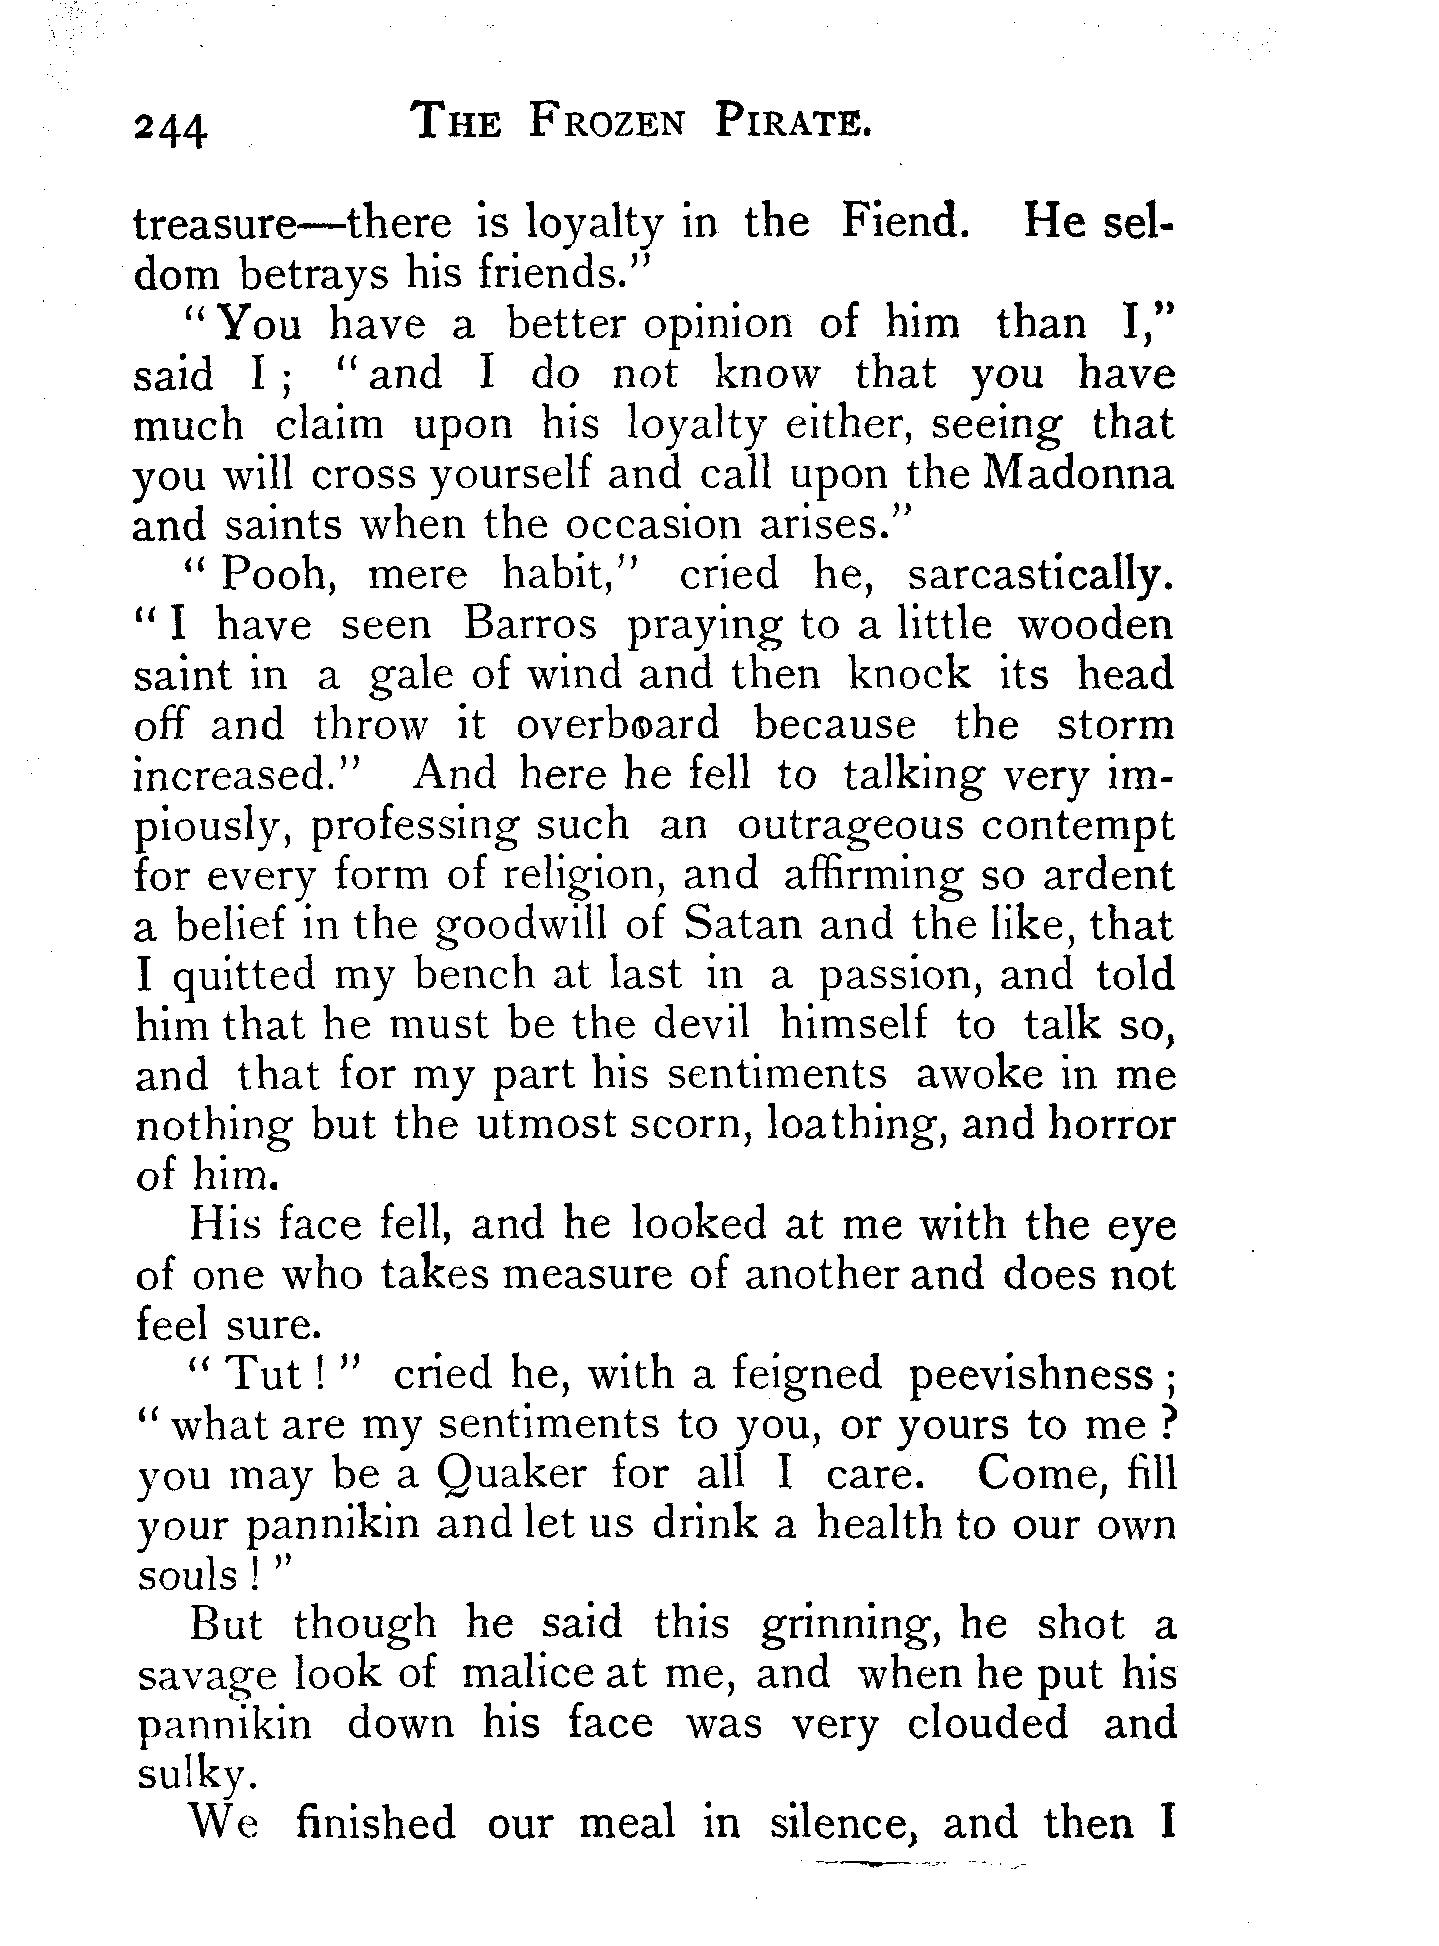 244 THE FROZEN PIRATE.
treasure—there is loyalty in the Fiend. He sel-
dom betrays his friends."
"You have a better opinion of him than I,"
said I; "and I do not know that you have
much claim upon his loyalty either, seeing that
you will cross yourself and call upon the Madonna
and saints when the occasion arises."
"Pooh, mere habit," cried he, sarcastically.
"I have seen Barros praying to a little wooden
saint in a gale of wind and then knock its head
off and throw it overboard because the storm
increased." And here he fell to talking very im-
piously, professing such an outrageous contempt
for every form of religion, and affirming so ardent
a belief in the goodwill of Satan and the like, that
I quitted my bench at last in a passion, and told
him that he must be the devil himself to talk so,
and that for my part his sentiments awoke in me
nothing but the utmost scorn, loathing, and horror
of him.
His face fell, and he looked at me with the eye
of one who takes measure of another and does not
feel sure.
"Tut!" cried he, with a feigned peevishness;
"what are my sentiments to you, or yours to me?
you may be a Quaker for all I care. Come, fill
your pannikin and let us drink a health to our own
souls!"
But though he said this grinning, he shot a
savage look of malice at me, and when he put his
pannikin down his face was very clouded and
sulky.
We finished our meal in silence, and then I